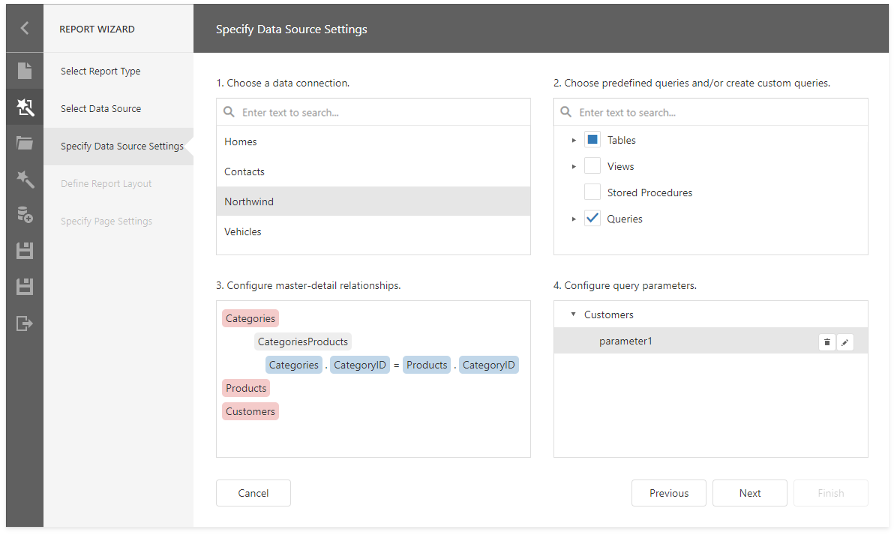 REPORT WIZARD
Specify Data Source Settings
Select Report Type
Select Data Source
Specify Data Source Settings
Define Report Layout
Specify Page Settings
1. Choose a data connection.
Enter text to search...
Homes
Contacts
Northwind
Vehicles
2. Choose predefined queries and/or create custom queries.
Enter text to search...
Tables
Views
Stored Procedures
Queries
3. Configure master-detail relationships.
Categories
CategoriesProducts
Categories . CategoryID = Products . CategoryID
Products
Customers
4. Configure query parameters.
Customers
parameter1
Cancel
Previous
Next
Finish